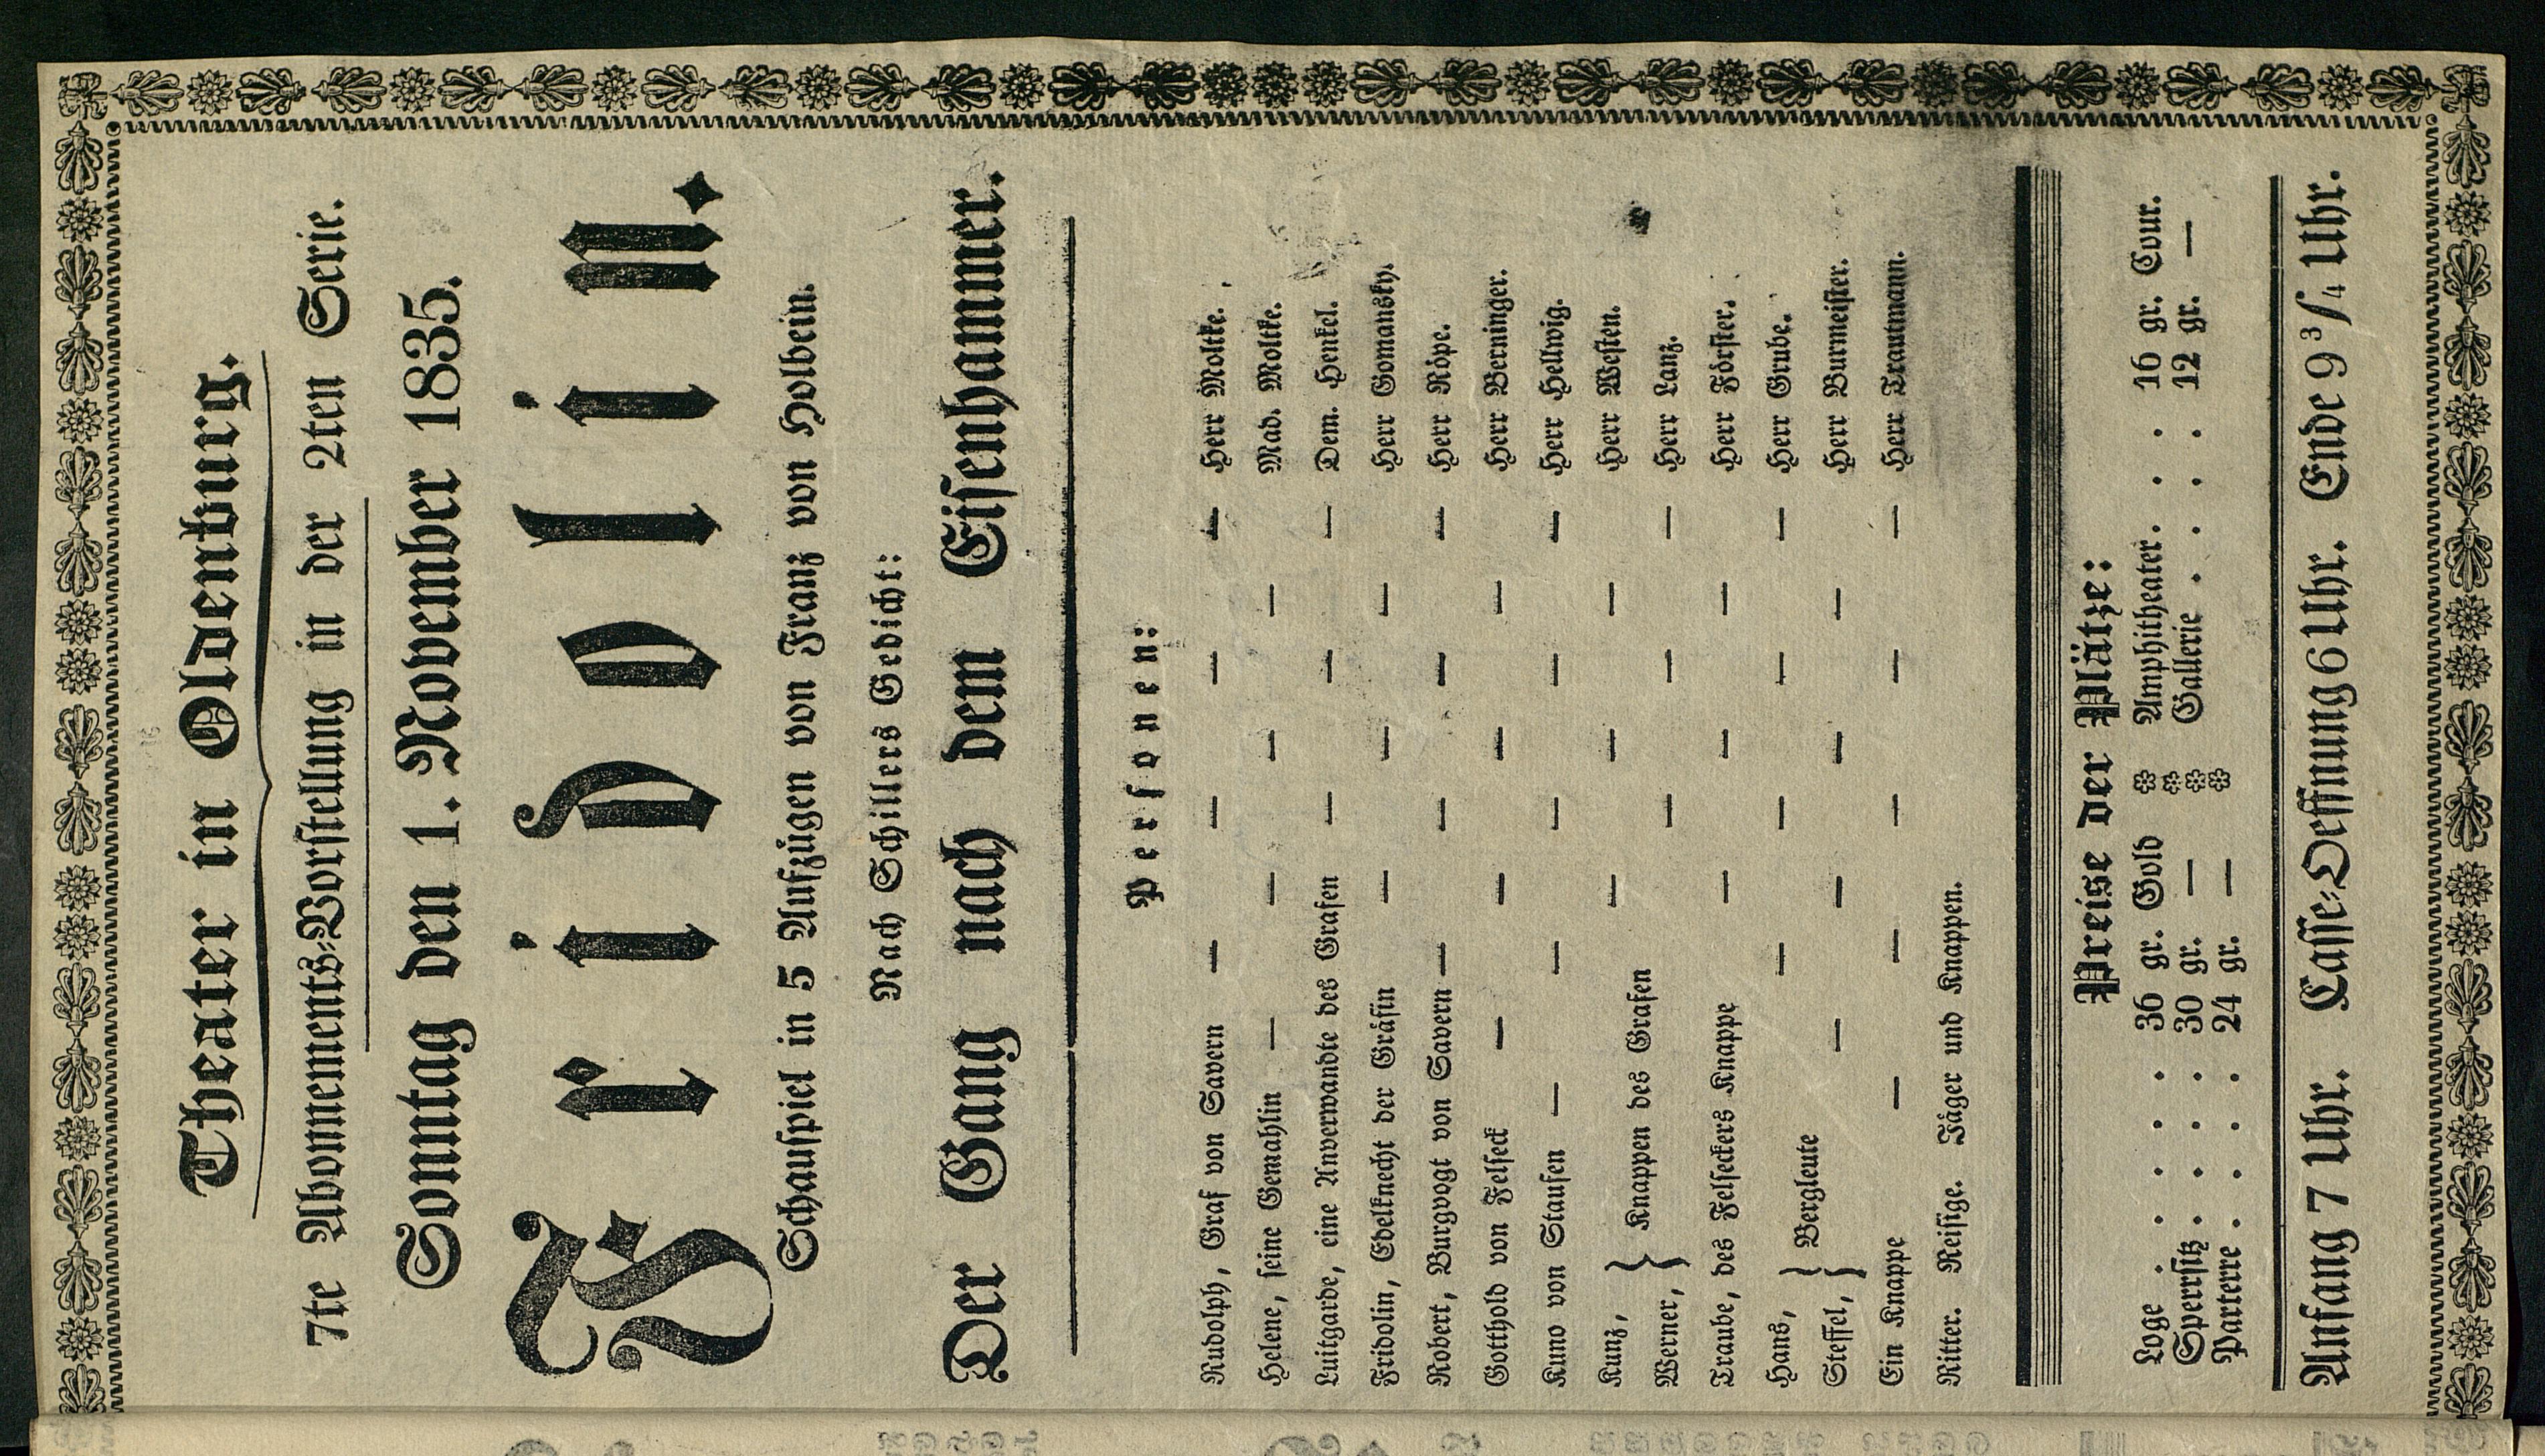 Theater in Oldenburg.
7te Abonnements-Vorstellung in der 2ten Serie.
Sonntag den 1. November 1835.
Fridolin.
Schauspiel in 5 Aufzügen von Franz von Holbein.
Nach Schillers Gedicht:
Der Gang nach dem Eisenhammer.
Personen:
Rudolph, Graf von Savern — — — — Herr Moltke.
Helene, seine Gemahlin — — — — Mad. Moltke.
Luitgarde, eine Anverwandte des Grafen — — — Dem. Henkel.
Fridolin, Edelknecht der Gräfin — — — Herr Gomansky.
Robert, Burgvogt von Savern — — — — Herr Röpe.
Gotthold von Felseck — — — — Herr Berninger.
Kuno von Staufen — — — — — Herr Hellwig.
Kunz, } Knappen des Grafen — — — Herr Westen.
Werner, } — — — Herr Lanz.
Traube, des Felseckers Knappe — — — Herr Förster.
Hans, } Bergleute — — — — Herr Grube.
Steffel, } — — — — Herr Burmeister.
Ein Knappe — — — — — Herr Trautmann.
Ritter. Reisige. Jäger und Knappen.
Preise der Plätze:
Loge . . . . 36 gr. Gold Amphitheater. . . 16 gr. Cour.
Sperrsitz . . . . 30 gr. — Gallerie . . . . 12 gr. —
Parterre . . . . 24 gr. —
Anfang 7 Uhr. Casse-Oeffnung 6 Uhr. Ende 9 3/4 Uhr.